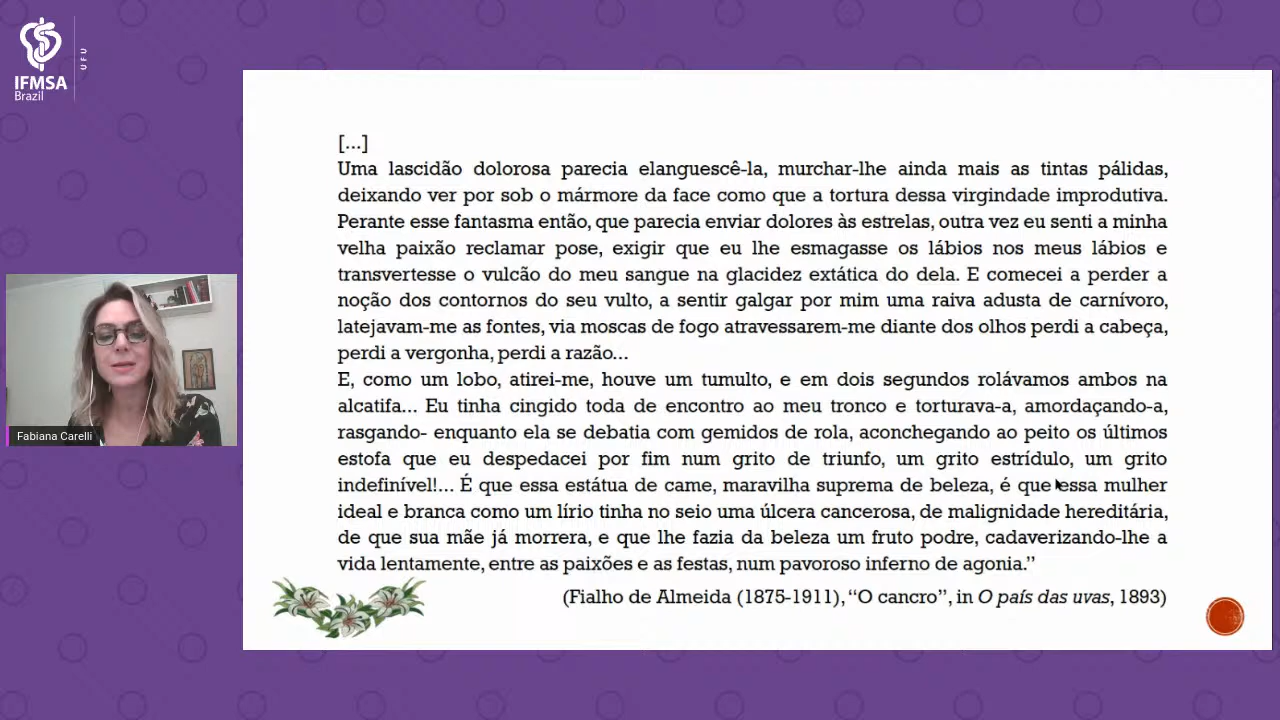 IFMSA
Brazil
UFU
[...]
Uma lascidão dolorosa parecia elanguescê-la, murchar-lhe ainda mais as tintas pálidas,
deixando ver por sob o mármore da face como que a tortura dessa virgindade improdutiva.
Perante esse fantasma então, que parecia enviar dolores às estrelas, outra vez eu senti a minha
velha paixão reclamar pose, exigir que eu lhe esmagasse os lábios nos meus lábios e
transvertesse o vulcão do meu sangue na glacidez extática do dela. E comecei a perder a
noção dos contornos do seu vulto, a sentir galgar por mim uma raiva adusta de carnívoro,
latejavam-me as fontes, via moscas de fogo atravessarem-me diante dos olhos perdi a cabeça,
perdi a vergonha, perdi a razão...
E, como um lobo, atirei-me, houve um tumulto, e em dois segundos rolávamos ambos na
alcatifa... Eu tinha cingido toda de encontro ao meu tronco e torturava-a, amordaçando-a,
rasgando- enquanto ela se debatia com gemidos de rola, aconchegando ao peito os últimos
estofa que eu despedacei por fim num grito de triunfo, um grito estrídulo, um grito
indefinível!... É que essa estátua de came, maravilha suprema de beleza, é que essa mulher
ideal e branca como um lírio tinha no seio uma úlcera cancerosa, de malignidade hereditária,
de que sua mãe já morrera, e que lhe fazia da beleza um fruto podre, cadaverizando-lhe a
vida lentamente, entre as paixões e as festas, num pavoroso inferno de agonia.”
(Fialho de Almeida (1875-1911), “O cancro”, in O país das uvas, 1893)
Fabiana Carelli